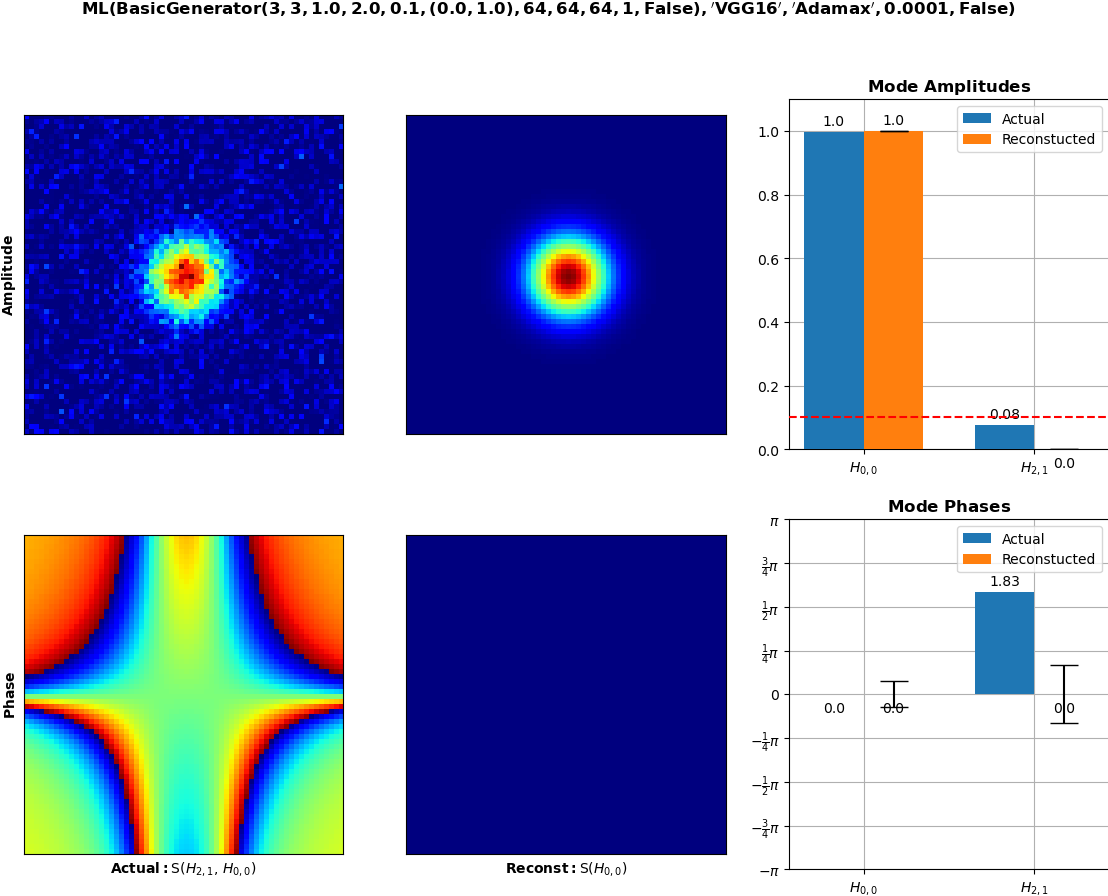 ML(BasicGenerator(3, 3, 1.0, 2.0, 0.1, (0.0, 1.0), 64, 64, 64, 1, False), ′VGG16′, ′Adamax′, 0.0001, False)
Mode Amplitudes
Amplitude
1.0
0.8
0.6
0.4
0.2
0.0
1.0
1.0
0.08
0.0
Actual
Reconstucted
H0,0
H2,1
Mode Phases
Phase
π
3/4π
1/2π
1/4π
0
−1/4π
−1/2π
−3/4π
−π
0.0
0.0
1.83
0.0
Actual
Reconstucted
H0,0
H2,1
Actual: S(H2,1, H0,0)
Reconst: S(H0,0)